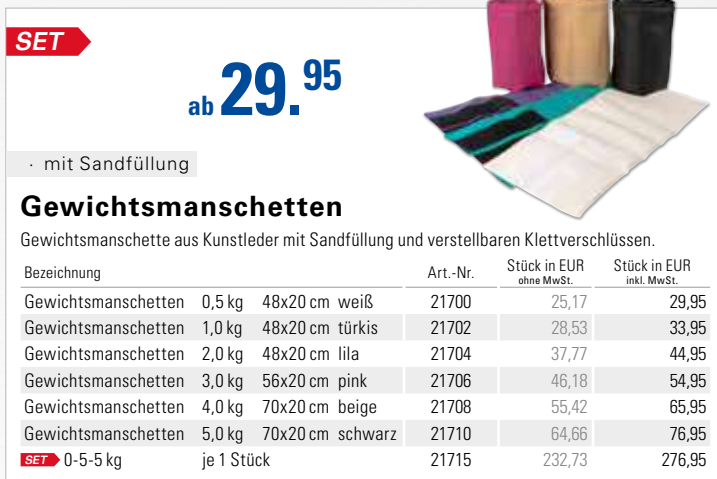 SET
ab 29.95
· mit Sandfüllung
Gewichtsmanschetten
Gewichtsmanschette aus Kunstleder mit Sandfüllung und verstellbaren Klettverschlüssen.
Bezeichnung Art.-Nr. Stück in EUR ohne MwSt. Stück in EUR inkl. MwSt.
Gewichtsmanschetten 0,5 kg 48x20 cm weiß 21700 25,17 29,95
Gewichtsmanschetten 1,0 kg 48x20 cm türkis 21702 28,53 33,95
Gewichtsmanschetten 2,0 kg 48x20 cm lila 21704 37,77 44,95
Gewichtsmanschetten 3,0 kg 56x20 cm pink 21706 46,18 54,95
Gewichtsmanschetten 4,0 kg 70x20 cm beige 21708 55,42 65,95
Gewichtsmanschetten 5,0 kg 70x20 cm schwarz 21710 64,66 76,95
SET 0-5-5 kg je 1 Stück 21715 232,73 276,95